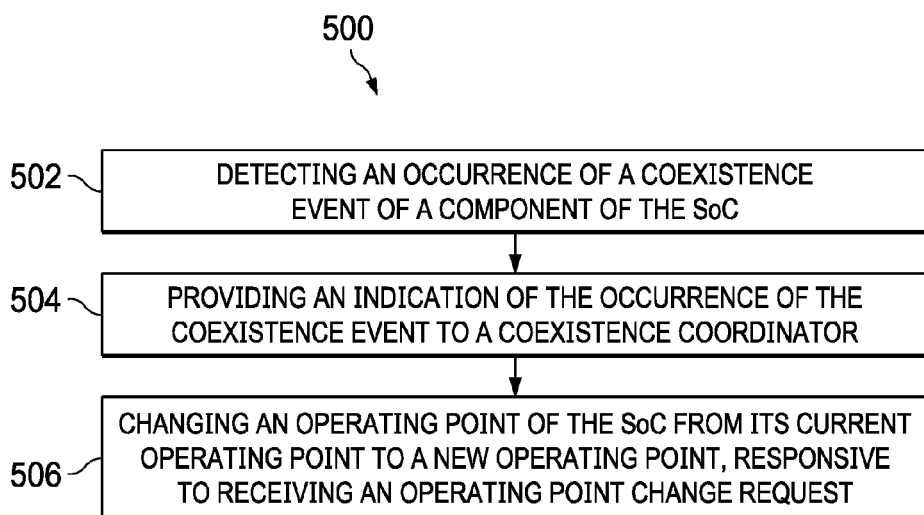 500
502
DETECTING AN OCCURRENCE OF A COEXISTENCE
EVENT OF A COMPONENT OF THE SoC
504
PROVIDING AN INDICATION OF THE OCCURRENCE OF THE
COEXISTENCE EVENT TO A COEXISTENCE COORDINATOR
506
CHANGING AN OPERATING POINT OF THE SoC FROM ITS CURRENT
OPERATING POINT TO A NEW OPERATING POINT, RESPONSIVE
TO RECEIVING AN OPERATING POINT CHANGE REQUEST